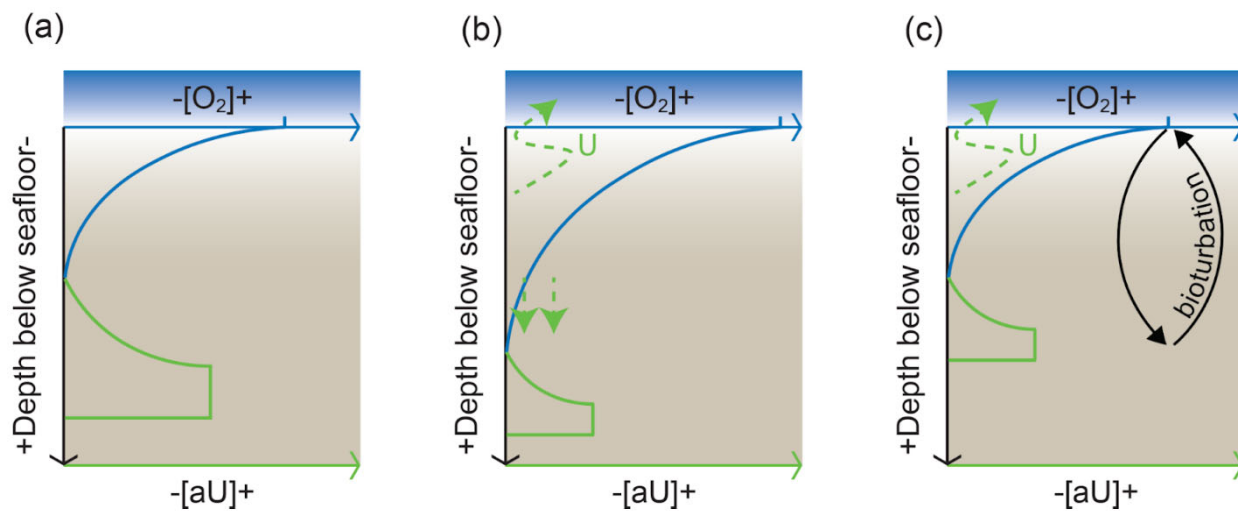 (a)
-[O₂]+
+Depth below seafloor-
-[aU]+
(b)
-[O₂]+
U
+Depth below seafloor-
-[aU]+
(c)
-[O₂]+
U
bioturbation
+Depth below seafloor-
-[aU]+